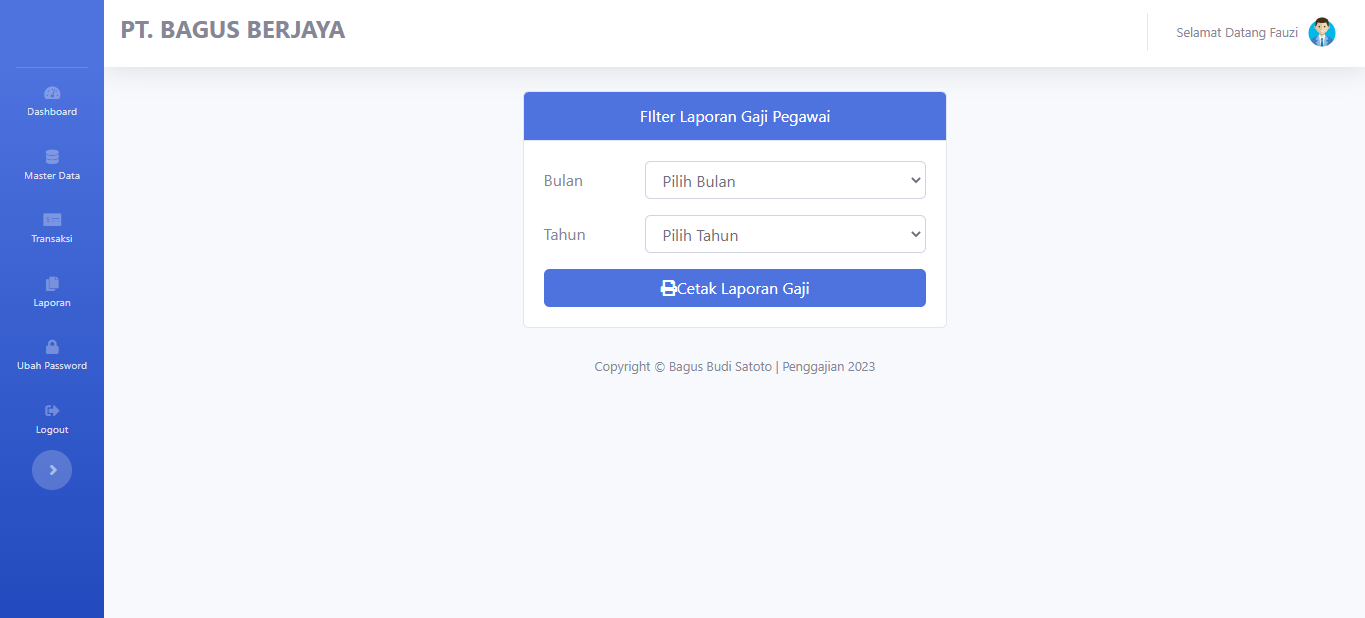 PT. BAGUS BERJAYA
Selamat Datang Fauzi
Dashboard
Master Data
Transaksi
Laporan
Ubah Password
Logout
FIlter Laporan Gaji Pegawai
Bulan
Pilih Bulan
Tahun
Pilih Tahun
Cetak Laporan Gaji
Copyright © Bagus Budi Satoto | Penggajian 2023